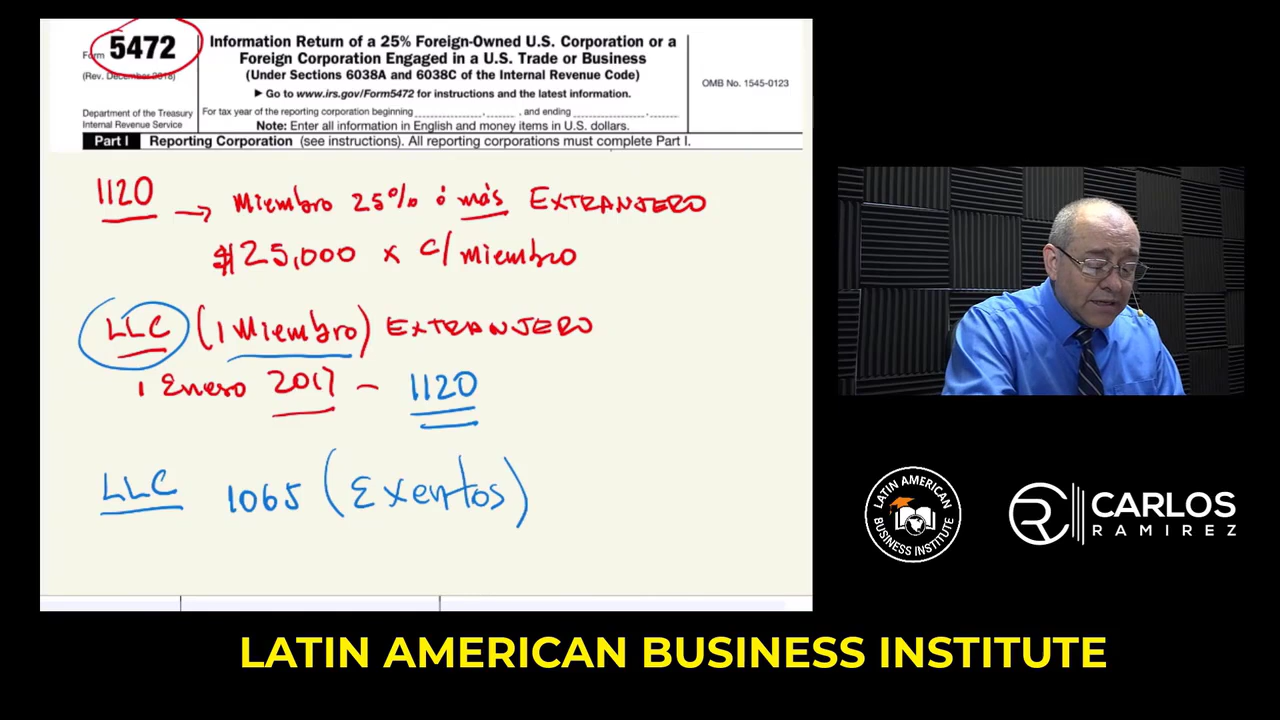 Form 5472
(Rev. December 2018)
Department of the Treasury
Internal Revenue Service
Information Return of a 25% Foreign-Owned U.S. Corporation or a
Foreign Corporation Engaged in a U.S. Trade or Business
(Under Sections 6038A and 6038C of the Internal Revenue Code)
▶ Go to www.irs.gov/Form5472 for instructions and the latest information.
For tax year of the reporting corporation beginning , , and ending ,
Note: Enter all information in English and money items in U.S. dollars.
OMB No. 1545-0123
Part I Reporting Corporation (see instructions). All reporting corporations must complete Part I.
1120 → Miembro 25% ó más EXTRANJERO
$25,000 x c/miembro
LLC (1 Miembro) EXTRANJERO
1 Enero 2017 - 1120
LLC 1065 (Exentos)
LATIN AMERICAN
BUSINESS INSTITUTE
CARLOS
RAMIREZ
LATIN AMERICAN BUSINESS INSTITUTE